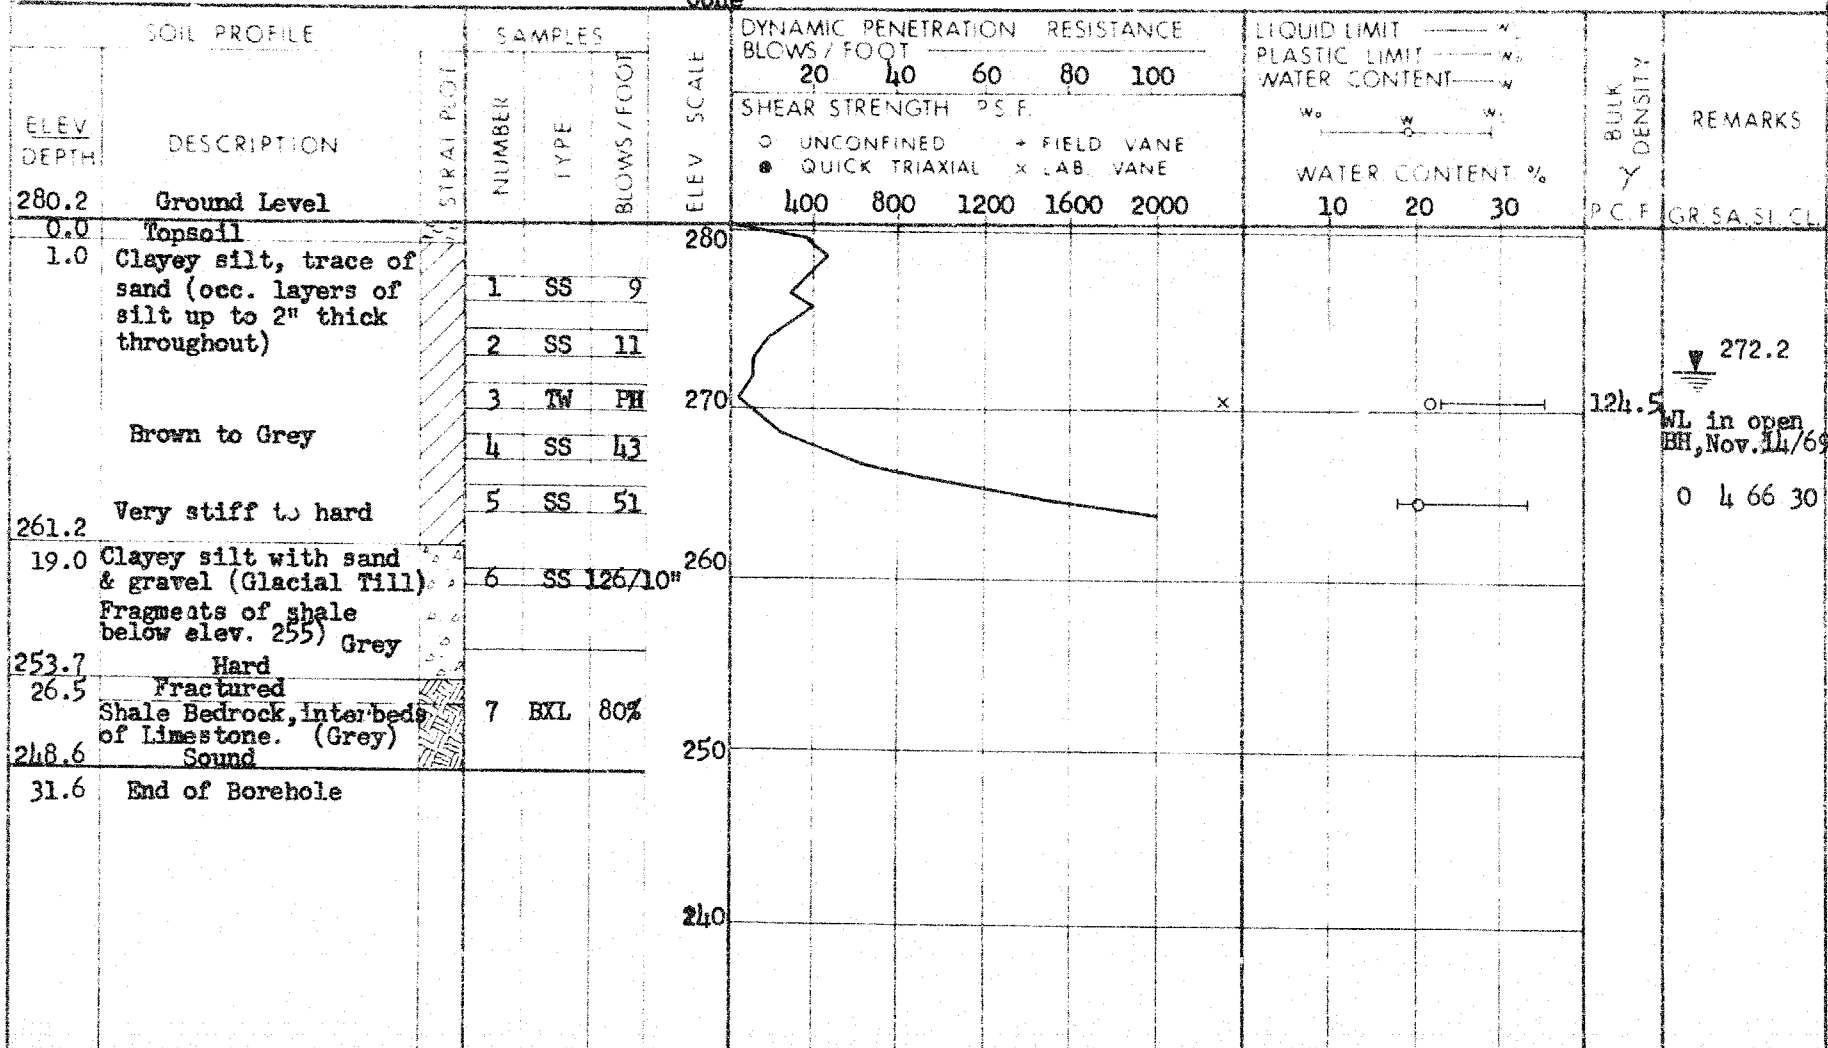 Cone
SOIL PROFILE
SAMPLES
ELEV SCALE
DYNAMIC PENETRATION RESISTANCE
BLOWS / FOOT
20 40 60 80 100
SHEAR STRENGTH P.S.F.
○ UNCONFINED + FIELD VANE
● QUICK TRIAXIAL × LAB. VANE
400 800 1200 1600 2000
LIQUID LIMIT
PLASTIC LIMIT
WATER CONTENT w
w
WATER CONTENT %
10 20 30
BULK DENSITY
γ
P.C.F.
REMARKS
GR. SA. SI. CL.
ELEV
DEPTH
DESCRIPTION
STRAT PLOT
NUMBER
TYPE
BLOWS / FOOT
280.2 Ground Level
0.0 Topsoil
280
1.0 Clayey silt, trace of
sand (occ. layers of
silt up to 2" thick
throughout)
1 SS 9
2 SS 11
272.2
3 TW PH
270
×
124.5
WL in open
BH, Nov. 14/69
Brown to Grey
4 SS 43
5 SS 51
0 4 66 30
Very stiff to hard
261.2
19.0 Clayey silt with sand
& gravel (Glacial Till)
260
6 SS 126/10"
Fragments of shale
below elev. 255)
Grey
253.7 Hard
26.5 Fractured
Shale Bedrock, interbeds
of Limestone. (Grey)
7 BXL 80%
248.6 Sound
250
31.6 End of Borehole
240